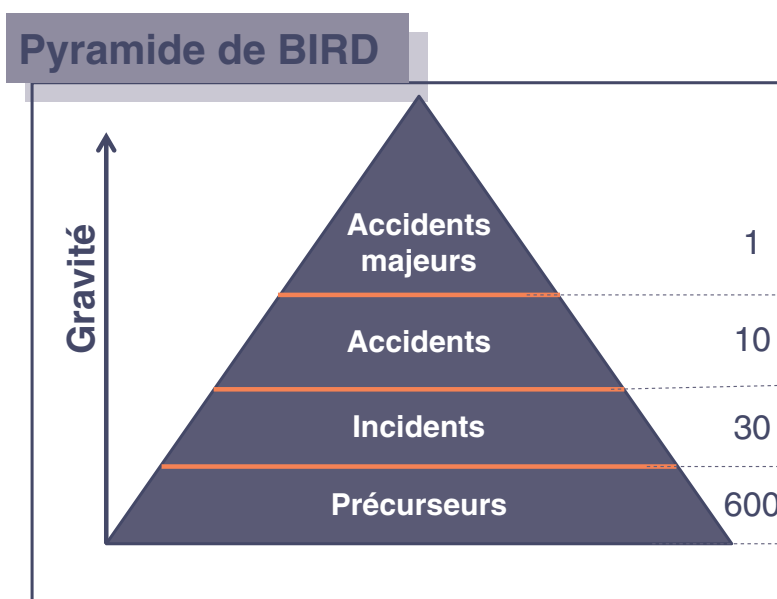 Pyramide de BIRD
Gravité
Accidents
majeurs
1
Accidents
10
Incidents
30
Précurseurs
600